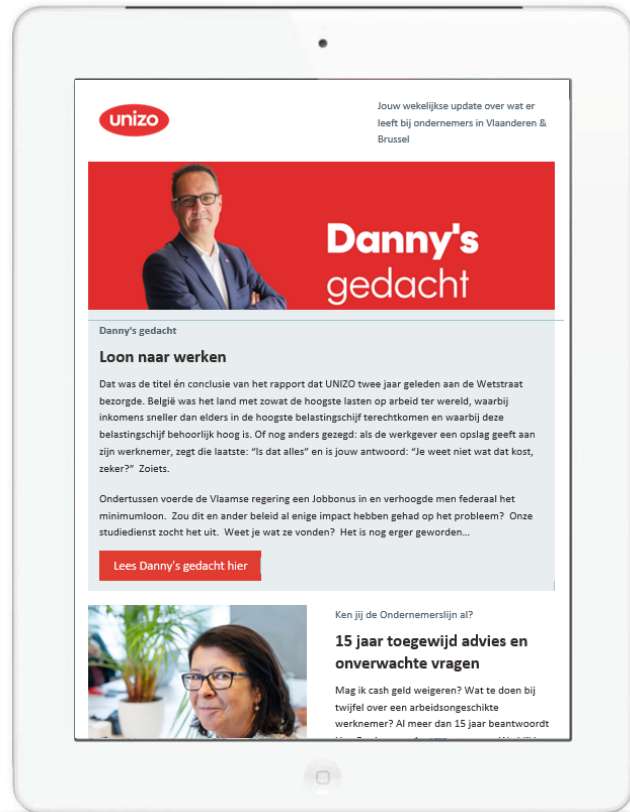 unizo
Jouw wekelijkse update over wat er
leeft bij ondernemers in Vlaanderen &
Brussel
Danny's
gedacht
Danny's gedacht
Loon naar werken
Dat was de titel én conclusie van het rapport dat UNIZO twee jaar geleden aan de Wetstraat
bezorgde. België was het land met zowat de hoogste lasten op arbeid ter wereld, waarbij
inkomens sneller dan elders in de hoogste belastingschijf terechtkomen en waarbij deze
belastingschijf behoorlijk hoog is. Of nog anders gezegd: als de werkgever een opslag geeft aan
zijn werknemer, zegt die laatste: “Is dat alles” en is jouw antwoord: “Je weet niet wat dat kost,
zeker?” Zoiets.
Ondertussen voerde de Vlaamse regering een Jobbonus in en verhoogde men federaal het
minimumloon. Zou dit en ander beleid al enige impact hebben gehad op het probleem? Onze
studiedienst zocht het uit. Weet je wat ze vonden? Het is nog erger geworden…
Lees Danny's gedacht hier
Ken jij de Ondernemerslijn al?
15 jaar toegewijd advies en
onverwachte vragen
Mag ik cash geld weigeren? Wat te doen bij
twijfel over een arbeidsongeschikte
werknemer? Al meer dan 15 jaar beantwoordt